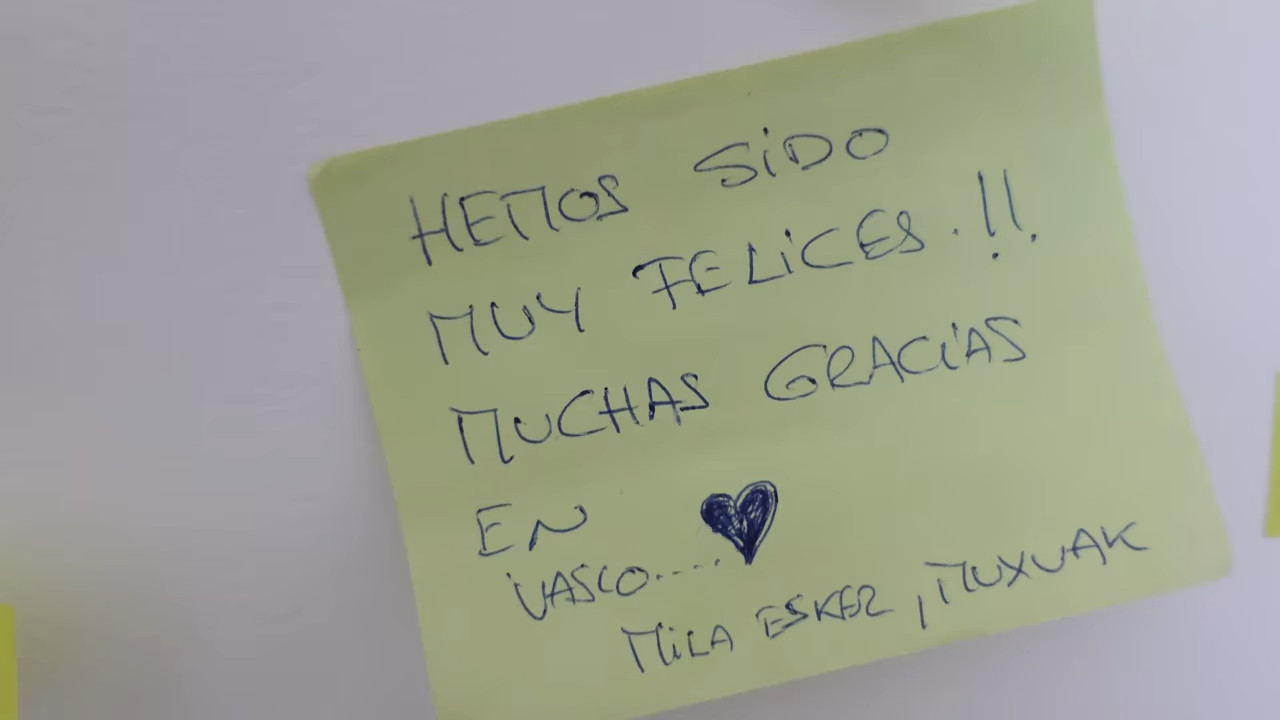 HEMOS SIDO
MUY FELICES.!!
MUCHAS GRACIAS
EN
VASCO....
MILA ESKER, MUXUAK